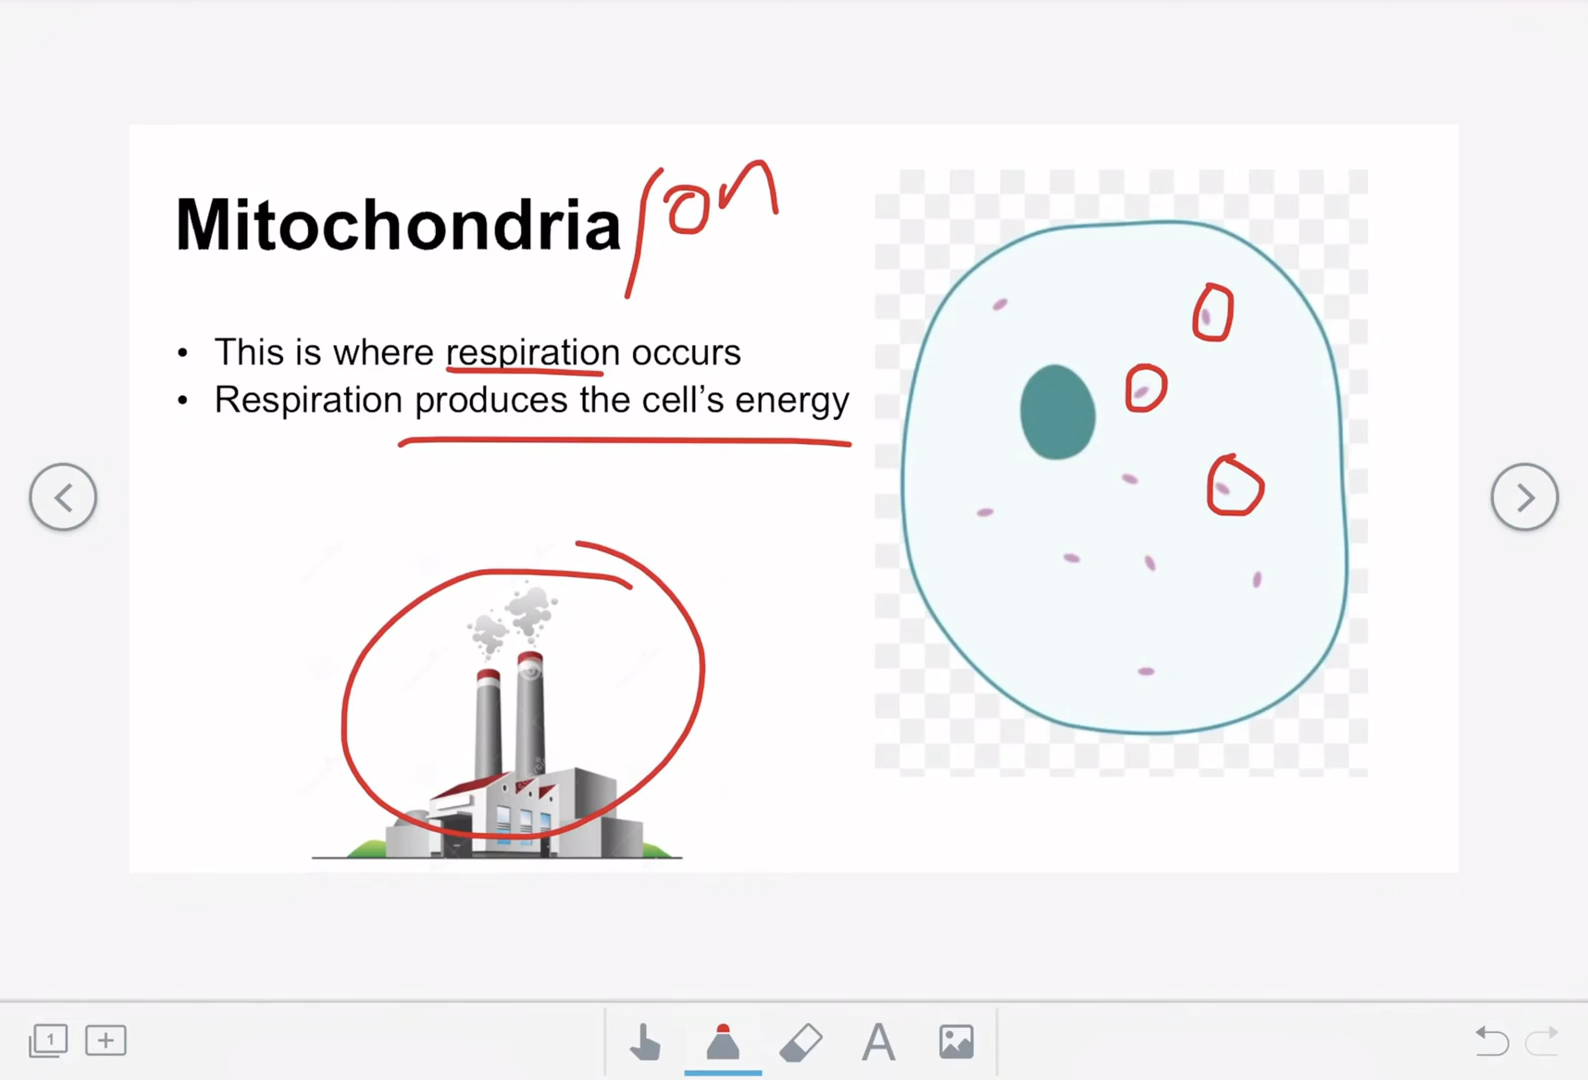 Mitochondria/on
• This is where respiration occurs
• Respiration produces the cell's energy
1
A